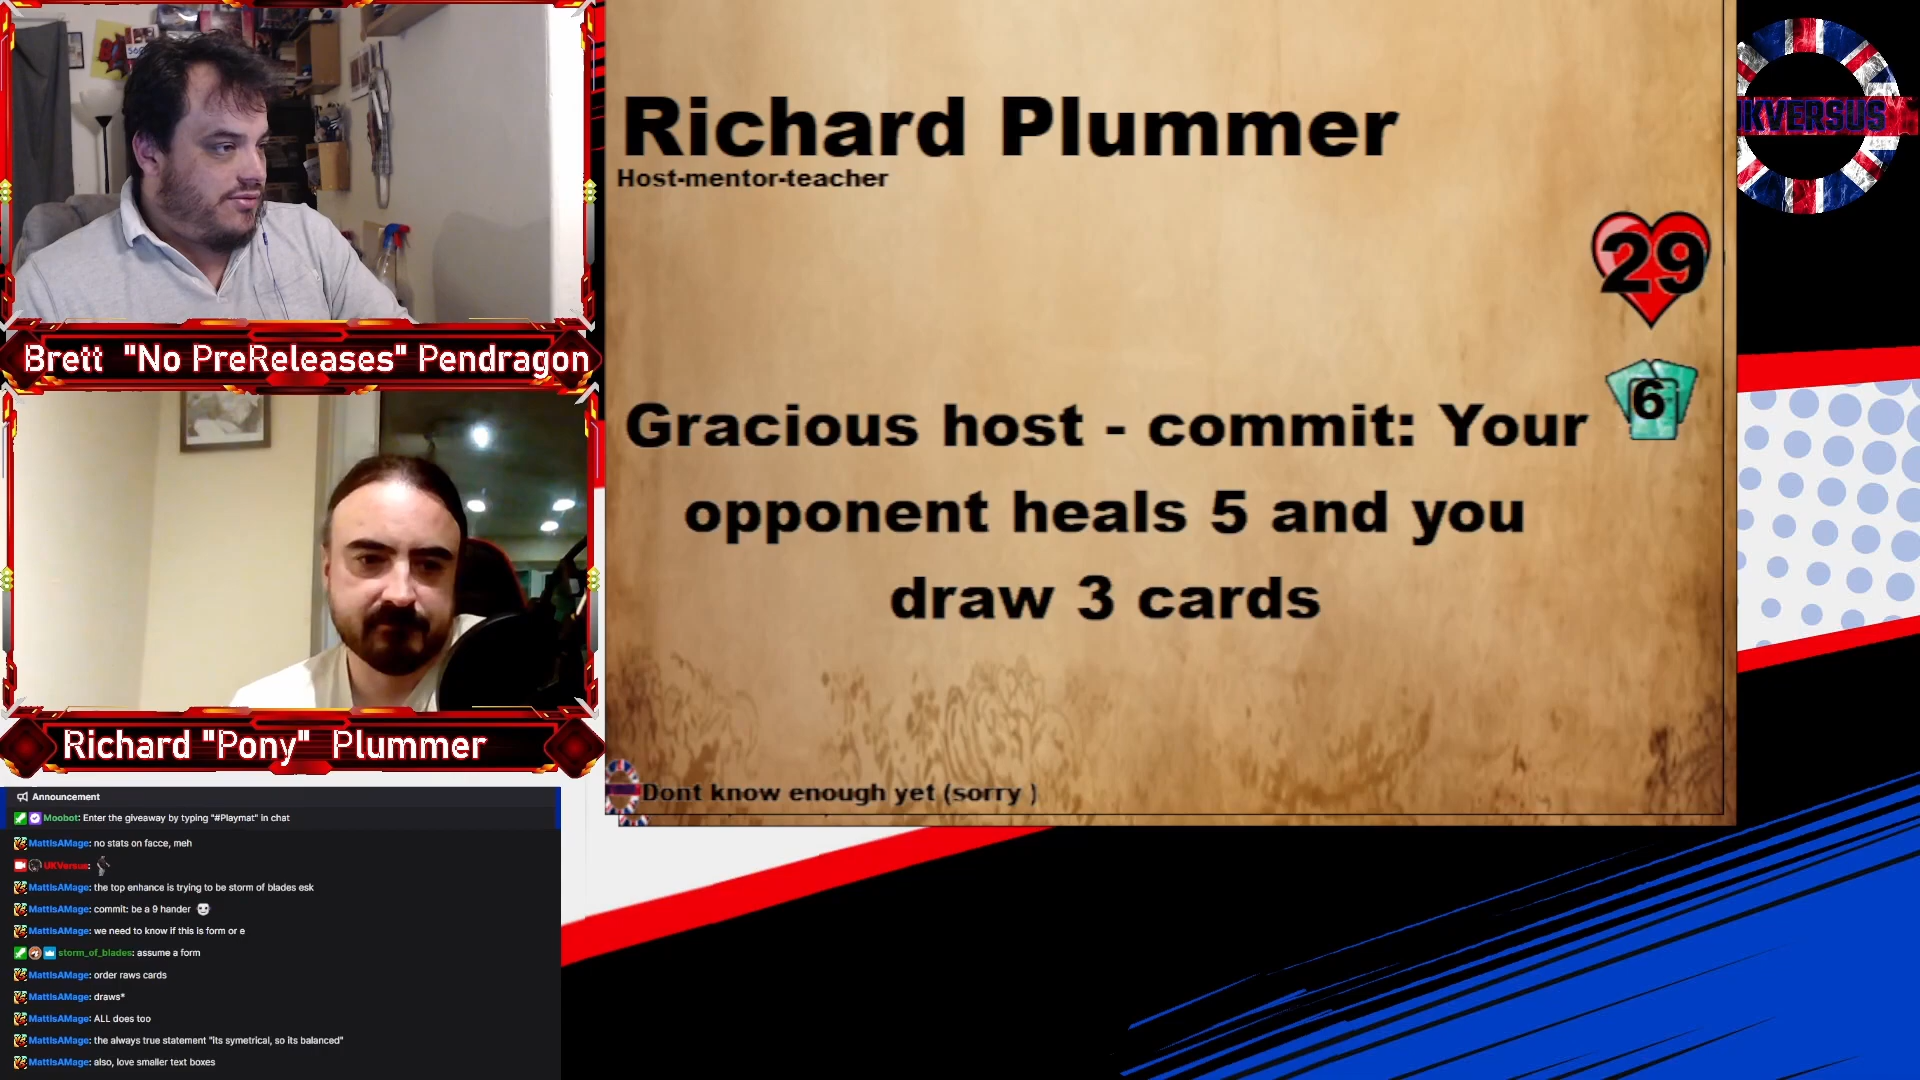 Richard Plummer
Host-mentor-teacher
29
6
Gracious host - commit: Your
opponent heals 5 and you
draw 3 cards
Dont know enough yet (sorry )
KVERSUS
Brett "No PreReleases" Pendragon
Richard "Pony" Plummer
Announcement
Moobot: Enter the giveaway by typing "#Playmat" in chat
MattIsAMage: no stats on facce, meh
UKVersus:
MattIsAMage: the top enhance is trying to be storm of blades esk
MattIsAMage: commit: be a 9 hander
MattIsAMage: we need to know if this is form or e
storm_of_blades: assume a form
MattIsAMage: order raws cards
MattIsAMage: draws*
MattIsAMage: ALL does too
MattIsAMage: the always true statement "its symetrical, so its balanced"
MattIsAMage: also, love smaller text boxes